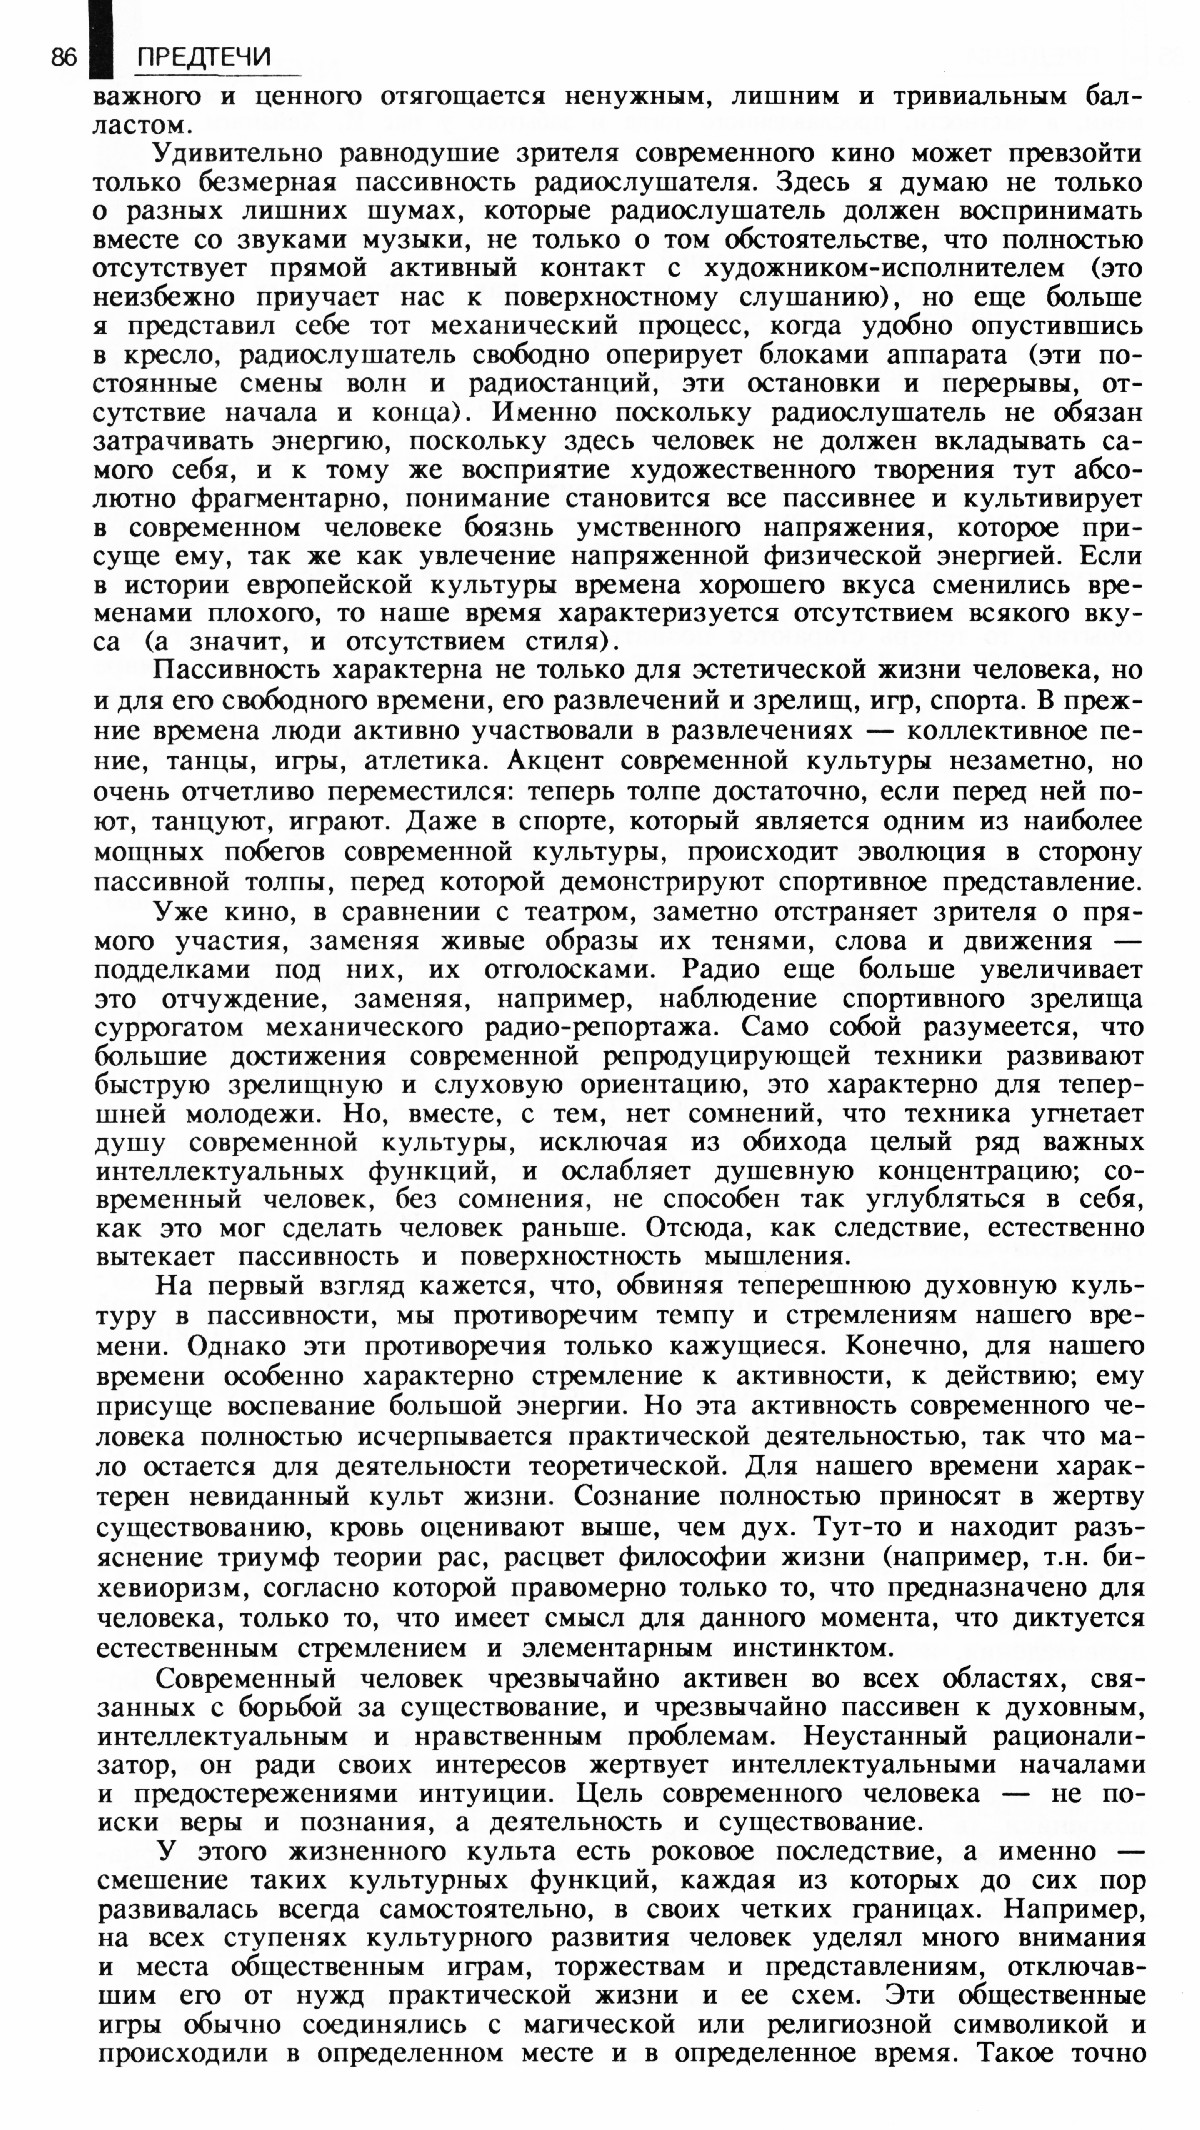 86 ПРЕДТЕЧИ
важного и ценного отягощается ненужным, лишним и тривиальным бал-
ластом.
Удивительно равнодушие зрителя современного кино может превзойти
только безмерная пассивность радиослушателя. Здесь я думаю не только
о разных лишних шумах, которые радиослушатель должен воспринимать
вместе со звуками музыки, не только о том обстоятельстве, что полностью
отсутствует прямой активный контакт с художником-исполнителем (это
неизбежно приучает нас к поверхностному слушанию), но еще больше
я представил себе тот механический процесс, когда удобно опустившись
в кресло, радиослушатель свободно оперирует блоками аппарата (эти по-
стоянные смены волн и радиостанций, эти остановки и перерывы, от-
сутствие начала и конца). Именно поскольку радиослушатель не обязан
затрачивать энергию, поскольку здесь человек не должен вкладывать са-
мого себя, и к тому же восприятие художественного творения тут абсо-
лютно фрагментарно, понимание становится все пассивнее и культивирует
в современном человеке боязнь умственного напряжения, которое при-
суще ему, так же как увлечение напряженной физической энергией. Если
в истории европейской культуры времена хорошего вкуса сменились вре-
менами плохого, то наше время характеризуется отсутствием всякого вку-
са (а значит, и отсутствием стиля).
Пассивность характерна не только для эстетической жизни человека, но
и для его свободного времени, его развлечений и зрелищ, игр, спорта. В преж-
ние времена люди активно участвовали в развлечениях — коллективное пе-
ние, танцы, игры, атлетика. Акцент современной культуры незаметно, но
очень отчетливо переместился: теперь толпе достаточно, если перед ней по-
ют, танцуют, играют. Даже в спорте, который является одним из наиболее
мощных побегов современной культуры, происходит эволюция в сторону
пассивной толпы, перед которой демонстрируют спортивное представление.
Уже кино, в сравнении с театром, заметно отстраняет зрителя о пря-
мого участия, заменяя живые образы их тенями, слова и движения —
подделками под них, их отголосками. Радио еще больше увеличивает
это отчуждение, заменяя, например, наблюдение спортивного зрелища
суррогатом механического радио-репортажа. Само собой разумеется, что
большие достижения современной репродуцирующей техники развивают
быструю зрелищную и слуховую ориентацию, это характерно для тепер-
шней молодежи. Но, вместе, с тем, нет сомнений, что техника угнетает
душу современной культуры, исключая из обихода целый ряд важных
интеллектуальных функций, и ослабляет душевную концентрацию; со-
временный человек, без сомнения, не способен так углубляться в себя,
как это мог сделать человек раньше. Отсюда, как следствие, естественно
вытекает пассивность и поверхностность мышления.
На первый взгляд кажется, что, обвиняя теперешнюю духовную куль-
туру в пассивности, мы противоречим темпу и стремлениям нашего вре-
мени. Однако эти противоречия только кажущиеся. Конечно, для нашего
времени особенно характерно стремление к активности, к действию; ему
присуще воспевание большой энергии. Но эта активность современного че-
ловека полностью исчерпывается практической деятельностью, так что ма-
ло остается для деятельности теоретической. Для нашего времени харак-
терен невиданный культ жизни. Сознание полностью приносят в жертву
существованию, кровь оценивают выше, чем дух. Тут-то и находит разъ-
яснение триумф теории рас, расцвет философии жизни (например, т.н. би-
хевиоризм, согласно которой правомерно только то, что предназначено для
человека, только то, что имеет смысл для данного момента, что диктуется
естественным стремлением и элементарным инстинктом.
Современный человек чрезвычайно активен во всех областях, свя-
занных с борьбой за существование, и чрезвычайно пассивен к духовным,
интеллектуальным и нравственным проблемам. Неустанный рационали-
затор, он ради своих интересов жертвует интеллектуальными началами
и предостережениями интуиции. Цель современного человека — не по-
иски веры и познания, а деятельность и существование.
У этого жизненного культа есть роковое последствие, а именно —
смешение таких культурных функций, каждая из которых до сих пор
развивалась всегда самостоятельно, в своих четких границах. Например,
на всех ступенях культурного развития человек уделял много внимания
и места общественным играм, торжествам и представлениям, отключав-
шим его от нужд практической жизни и ее схем. Эти общественные
игры обычно соединялись с магической или религиозной символикой и
происходили в определенном месте и в определенное время. Такое точно